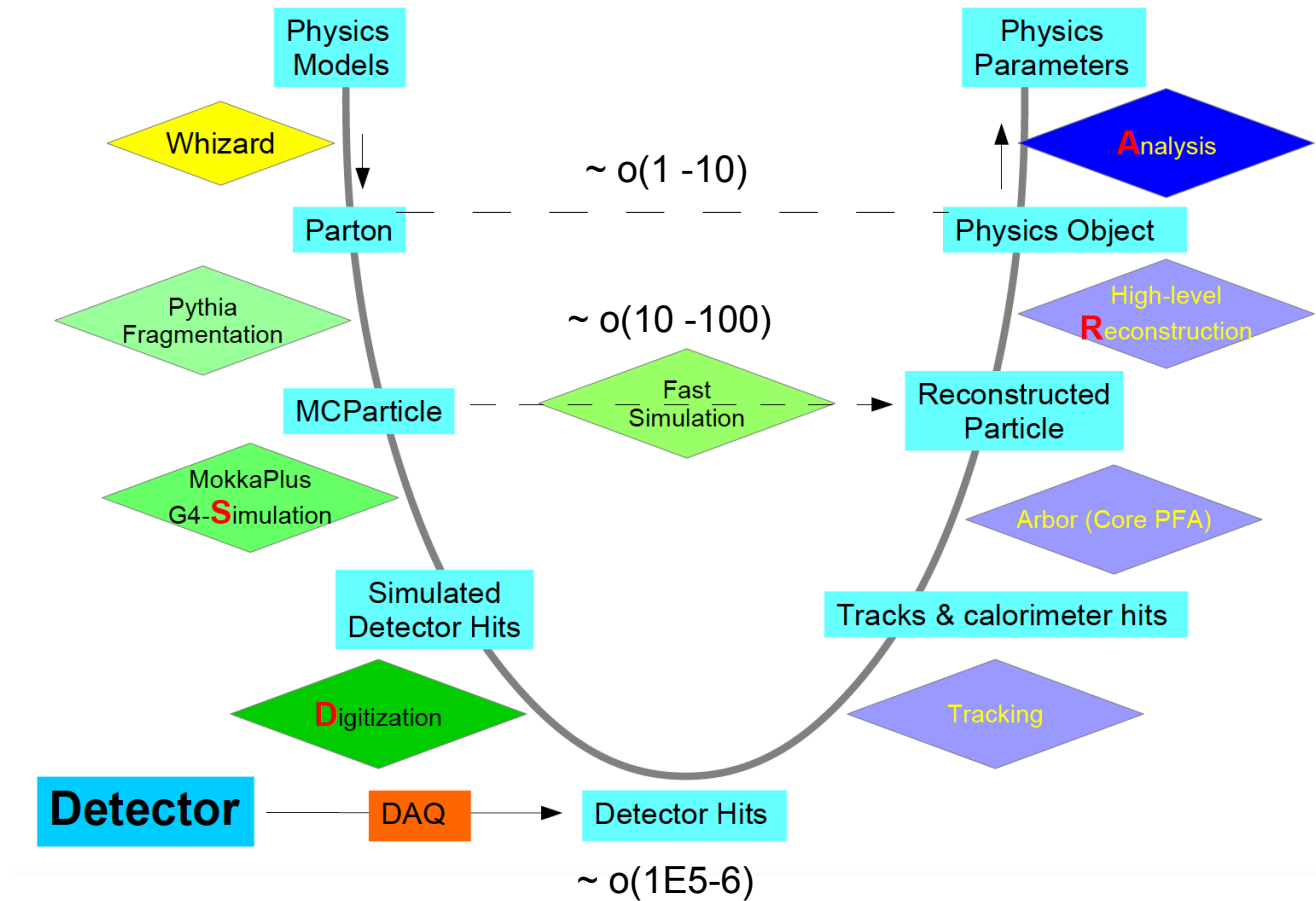 Physics
Models
Physics
Parameters
Whizard
Analysis
~ o(1 -10)
Parton
Physics Object
Pythia
Fragmentation
~ o(10 -100)
High-level
Reconstruction
MCParticle
Fast
Simulation
Reconstructed
Particle
MokkaPlus
G4-Simulation
Arbor (Core PFA)
Simulated
Detector Hits
Tracks & calorimeter hits
Digitization
Tracking
Detector
DAQ
Detector Hits
~ o(1E5-6)